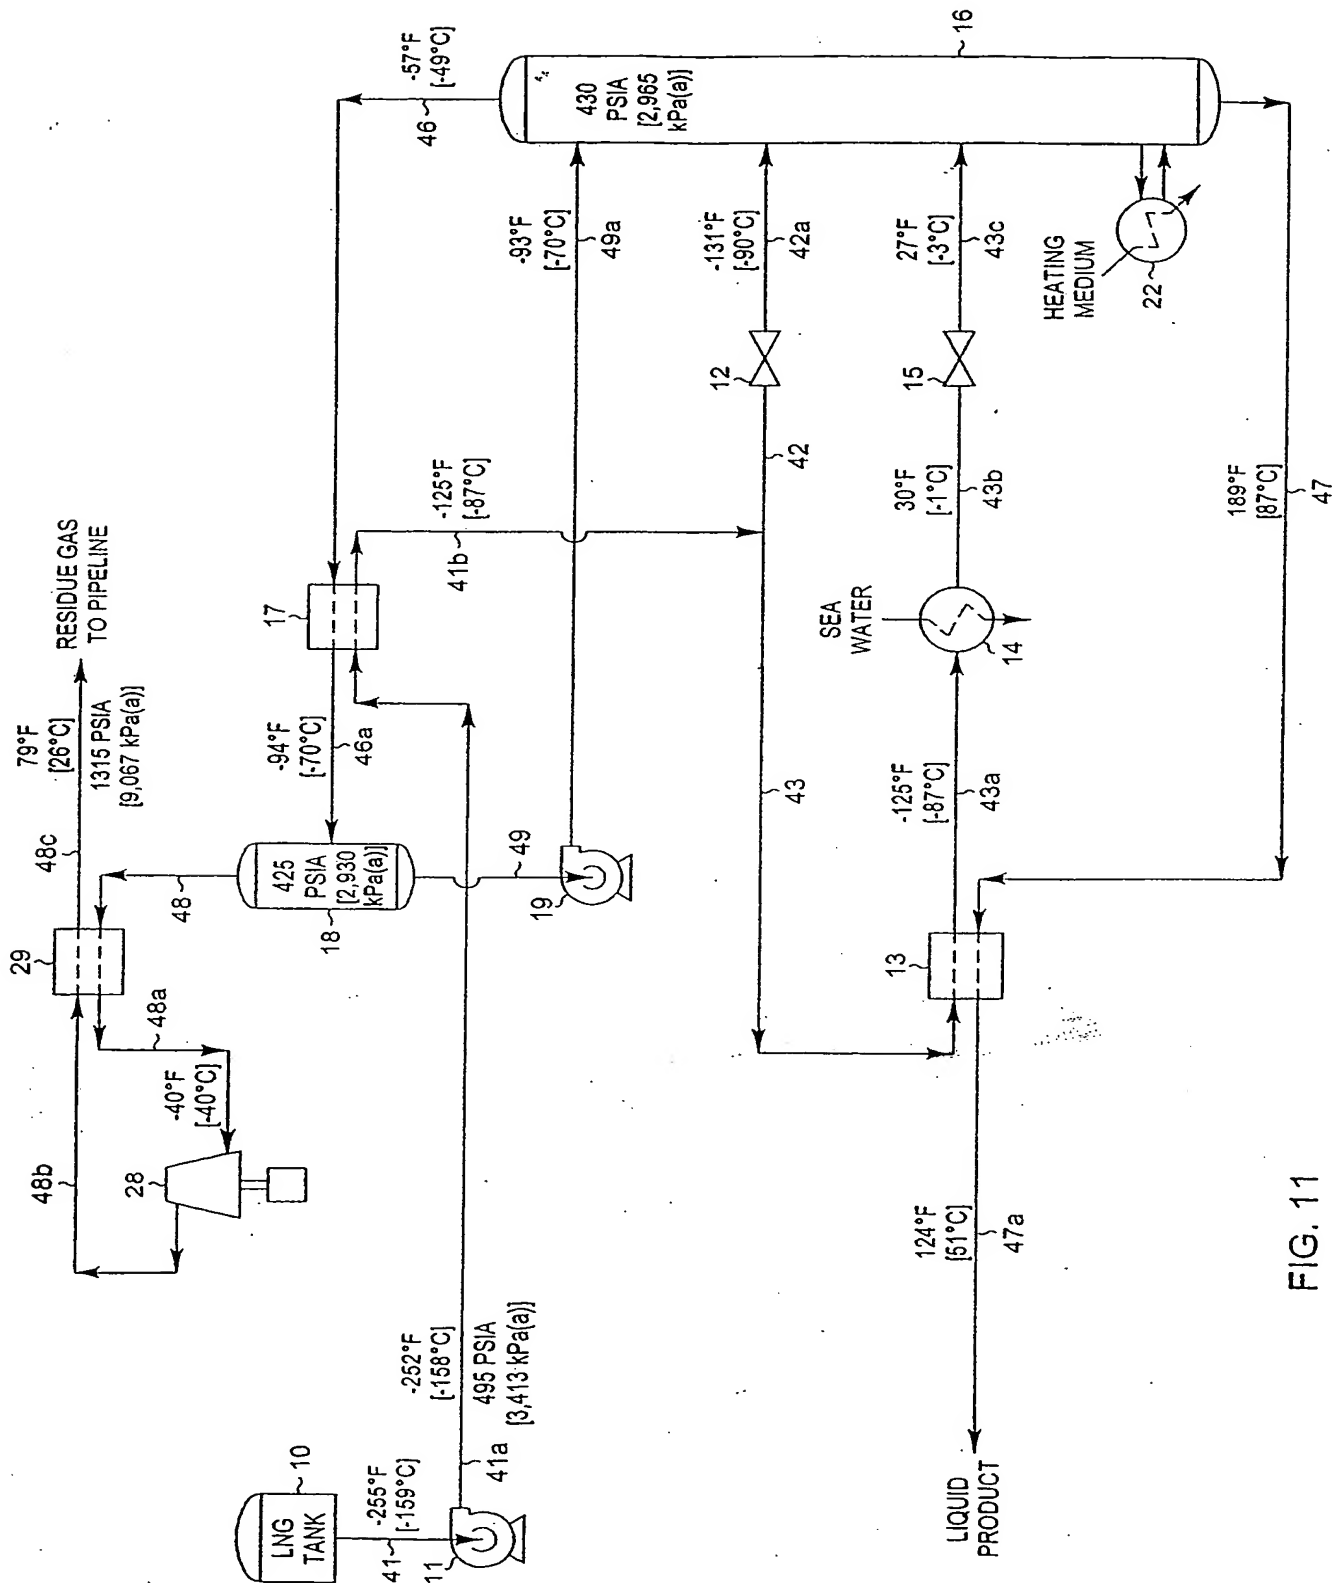 -57°F
[-49°C]
46
16
430
PSIA
[2,965
kPa(a)]
-93°F
[-70°C]
49a
-131°F
[-90°C]
42a
27°F
[-3°C]
43c
HEATING
MEDIUM
22
12
15
42
30°F
[-1°C]
43b
189°F
[87°C]
47
RESIDUE GAS
TO PIPELINE
-125°F
[-87°C]
41b
17
SEA
WATER
14
79°F
[26°C]
1315 PSIA
[9,067 kPa(a)]
48c
-94°F
[-70°C]
46a
43
-125°F
[-87°C]
43a
48
425
PSIA
[2,930
kPa(a)]
18
49
19
29
13
48a
-40°F
[-40°C]
48b
28
124°F
[51°C]
47a
-252°F
[-158°C]
495 PSIA
[3,413 kPa(a)]
41a
10
LNG
TANK
-255°F
[-159°C]
41
11
LIQUID
PRODUCT
FIG. 11